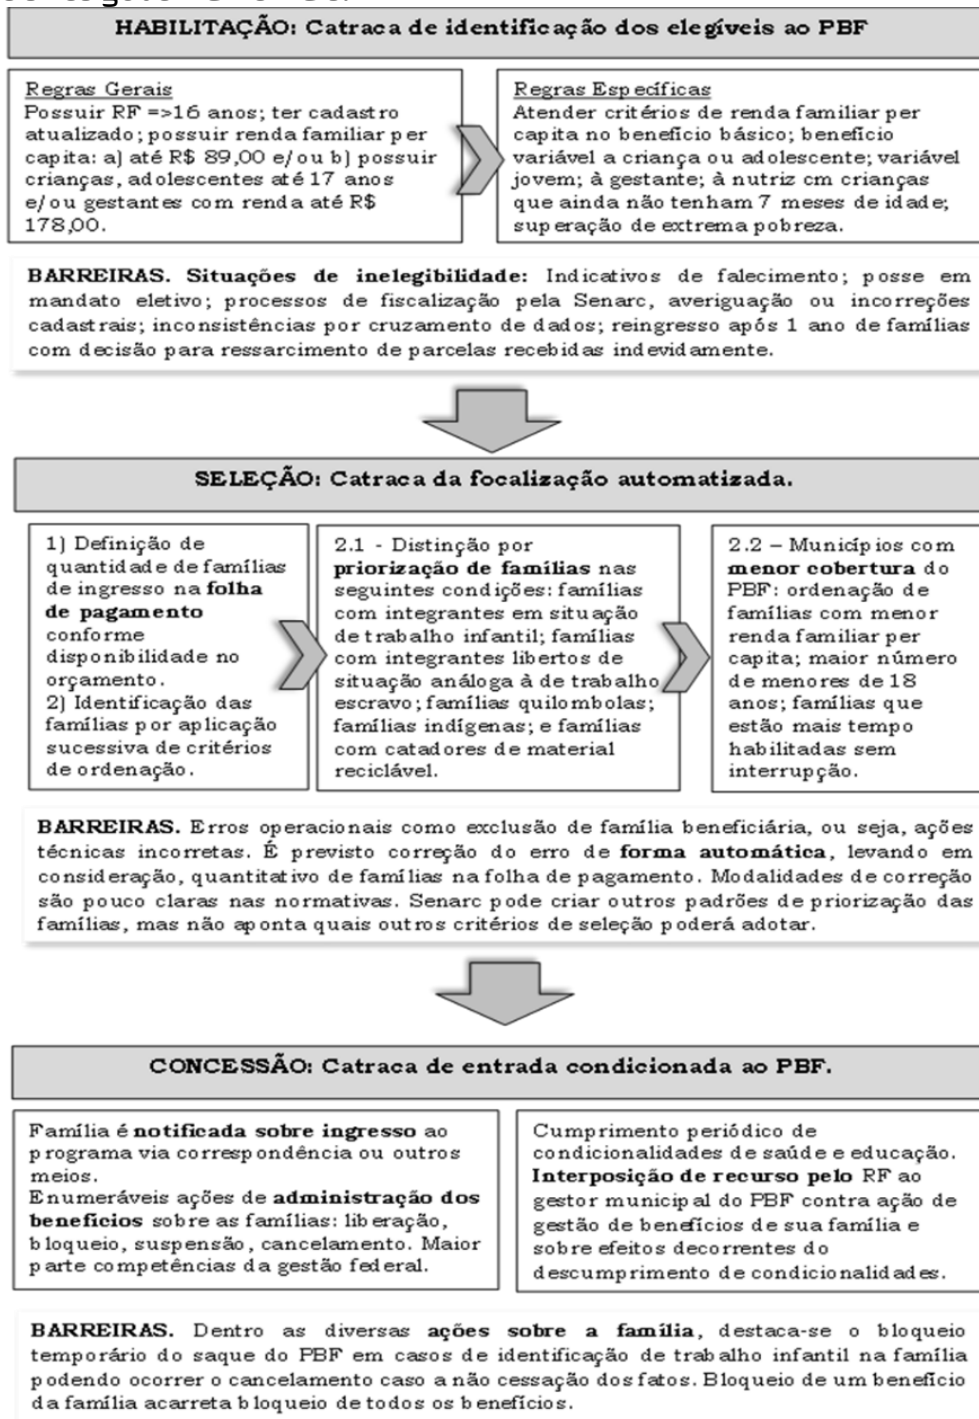 HABILITAÇÃO: Catraca de identificação dos elegíveis ao PBF
Regras Gerais
Possuir RF =>16 anos; ter cadastro
atualizado; possuir renda familiar per
capita: a) até R$ 89,00 e/ou b) possuir
crianças, adolescentes até 17 anos
e/ou gestantes com renda até R$
178,00.
Regras Específicas
Atender critérios de renda familiar per
capita no benefício básico; benefício
variável a criança ou adolescente; variável
jovem; à gestante; à nutriz cm crianças
que ainda não tenham 7 meses de idade;
superação de extrema pobreza.
BARREIRAS. Situações de inelegibilidade: Indicativos de falecimento; posse em
mandato eletivo; processos de fiscalização pela Senarc, averiguação ou incorreções
cadastrais; inconsistências por cruzamento de dados; reingresso após 1 ano de famílias
com decisão para ressarcimento de parcelas recebidas indevidamente.
SELEÇÃO: Catraca da focalização automatizada.
1) Definição de
quantidade de famílias
de ingresso na folha
de pagamento
conforme
disponibilidade no
orçamento.
2) Identificação das
famílias por aplicação
sucessiva de critérios
de ordenação.
2.1 - Distinção por
priorização de famílias nas
seguintes condições: famílias
com integrantes em situação
de trabalho infantil; famílias
com integrantes libertos de
situação análoga à de trabalho
escravo; famílias quilombolas;
famílias indígenas; e famílias
com catadores de material
reciclável.
2.2 – Municípios com
menor cobertura do
PBF: ordenação de
famílias com menor
renda familiar per
capita; maior número
de menores de 18
anos; famílias que
estão mais tempo
habilitadas sem
interrupção.
BARREIRAS. Erros operacionais como exclusão de família beneficiária, ou seja, ações
técnicas incorretas. É previsto correção do erro de forma automática, levando em
consideração, quantitativo de famílias na folha de pagamento. Modalidades de correção
são pouco claras nas normativas. Senarc pode criar outros padrões de priorização das
famílias, mas não aponta quais outros critérios de seleção poderá adotar.
CONCESSÃO: Catraca de entrada condicionada ao PBF.
Família é notificada sobre ingresso ao
programa via correspondência ou outros
meios.
Enumeráveis ações de administração dos
benefícios sobre as famílias: liberação,
bloqueio, suspensão, cancelamento. Maior
parte competências da gestão federal.
Cumprimento periódico de
condicionalidades de saúde e educação.
Interposição de recurso pelo RF ao
gestor municipal do PBF contra ação de
gestão de benefícios de sua família e
sobre efeitos decorrentes do
descumprimento de condicionalidades.
BARREIRAS. Dentro as diversas ações sobre a família, destaca-se o bloqueio
temporário do saque do PBF em casos de identificação de trabalho infantil na família
podendo ocorrer o cancelamento caso a não cessação dos fatos. Bloqueio de um benefício
da família acarreta bloqueio de todos os benefícios.